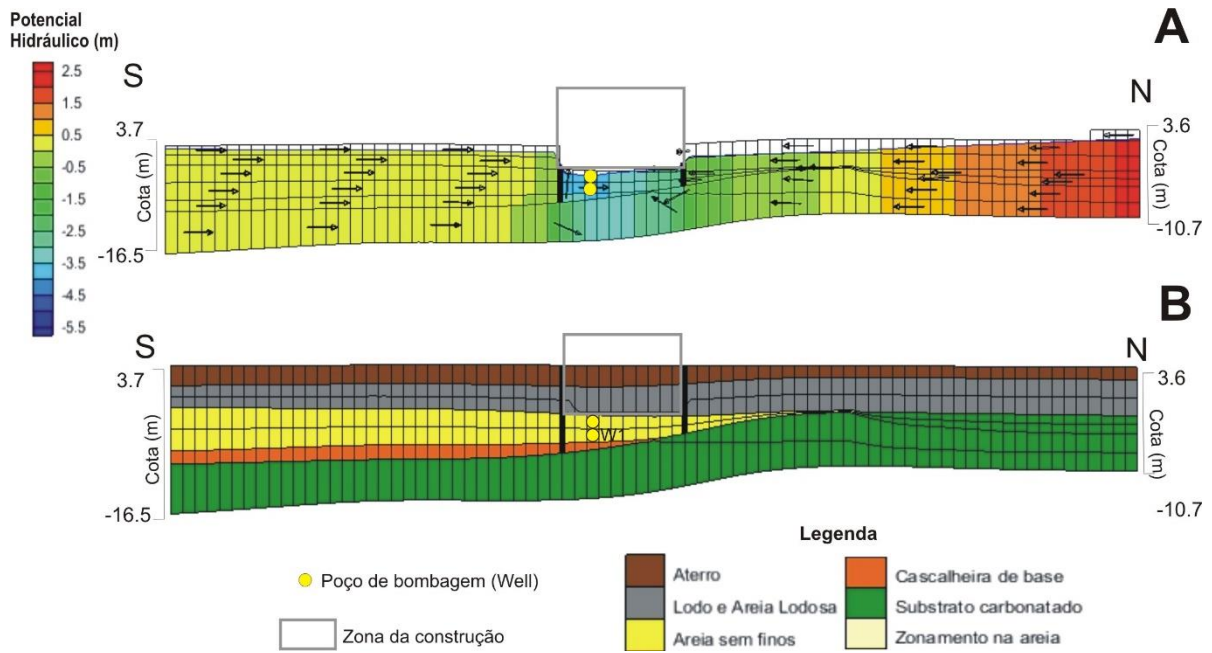 Potencial
Hidráulico (m)
A
S
N
2.5
1.5
0.5
-0.5
-1.5
-2.5
-3.5
-4.5
-5.5
3.7
Cota (m)
-16.5
3.6
Cota (m)
-10.7
B
S
N
3.7
Cota (m)
-16.5
W1
3.6
Cota (m)
-10.7
Legenda
Poço de bombagem (Well)
Zona da construção
Aterro
Lodo e Areia Lodosa
Areia sem finos
Cascalheira de base
Substrato carbonatado
Zonamento na areia